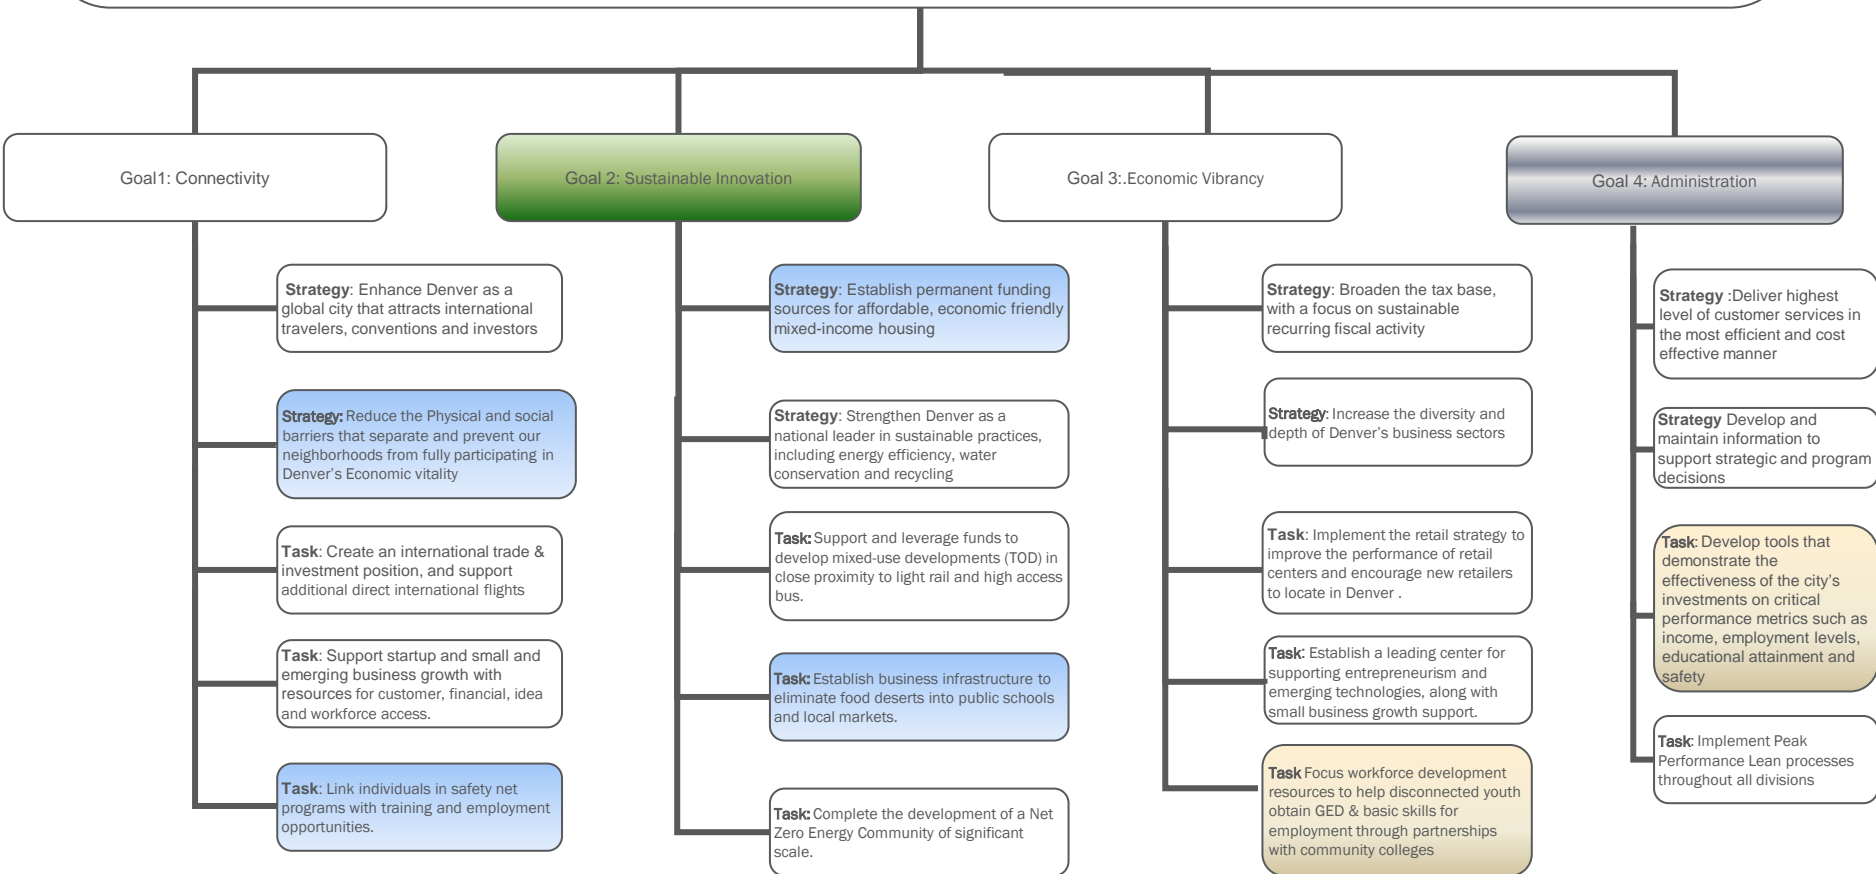 Goal1: Connectivity
Goal 2: Sustainable Innovation
Goal 3:.Economic Vibrancy
Goal 4: Administration
Strategy: Enhance Denver as a
global city that attracts international
travelers, conventions and investors
Strategy: Reduce the Physical and social
barriers that separate and prevent our
neighborhoods from fully participating in
Denver's Economic vitality
Task: Create an international trade &
investment position, and support
additional direct international flights
Task: Support startup and small and
emerging business growth with
resources for customer, financial, idea
and workforce access.
Task: Link individuals in safety net
programs with training and employment
opportunities.
Strategy: Establish permanent funding
sources for affordable, economic friendly
mixed-income housing
Strategy: Strengthen Denver as a
national leader in sustainable practices,
including energy efficiency, water
conservation and recycling
Task: Support and leverage funds to
develop mixed-use developments (TOD) in
close proximity to light rail and high access
bus.
Task: Establish business infrastructure to
eliminate food deserts into public schools
and local markets.
Task: Complete the development of a Net
Zero Energy Community of significant
scale.
Strategy: Broaden the tax base,
with a focus on sustainable
recurring fiscal activity
Strategy: Increase the diversity and
depth of Denver's business sectors
Task: Implement the retail strategy to
improve the performance of retail
centers and encourage new retailers
to locate in Denver .
Task: Establish a leading center for
supporting entrepreneurism and
emerging technologies, along with
small business growth support.
Task Focus workforce development
resources to help disconnected youth
obtain GED & basic skills for
employment through partnerships
with community colleges
Strategy :Deliver highest
level of customer services in
the most efficient and cost
effective manner
Strategy Develop and
maintain information to
support strategic and program
decisions
Task: Develop tools that
demonstrate the
effectiveness of the city's
investments on critical
performance metrics such as
income, employment levels,
educational attainment and
safety
Task: Implement Peak
Performance Lean processes
throughout all divisions